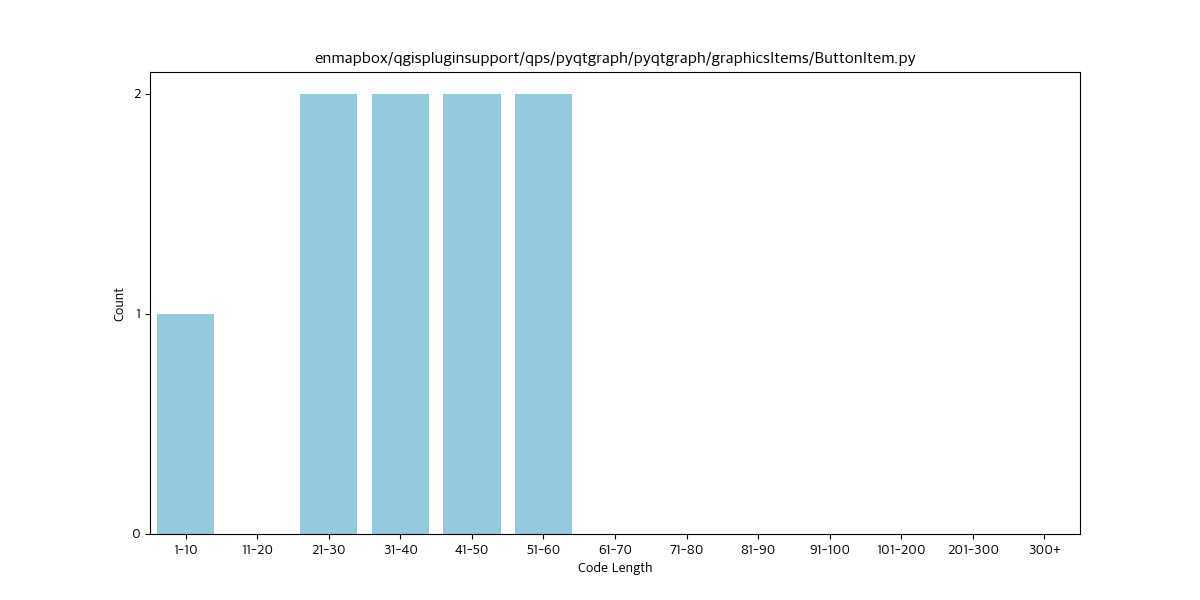 enmapbox/qgispluginsupport/qps/pyqtgraph/pyqtgraph/graphicsItems/ButtonItem.py
2
1
0
Count
1-10 11-20 21-30 31-40 41-50 51-60 61-70 71-80 81-90 91-100 101-200 201-300 300+
Code Length